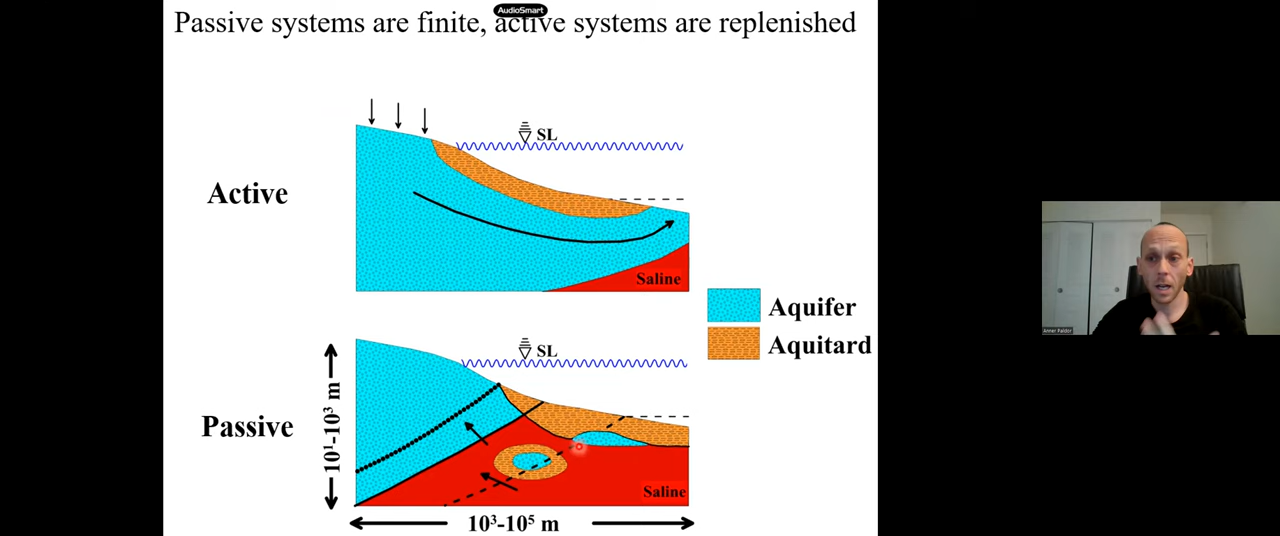 AudioSmart
Passive systems are finite, active systems are replenished
SL
Active
Saline
Aquifer
Aquitard
SL
Passive
10¹-10³ m
Saline
10³-10⁵ m